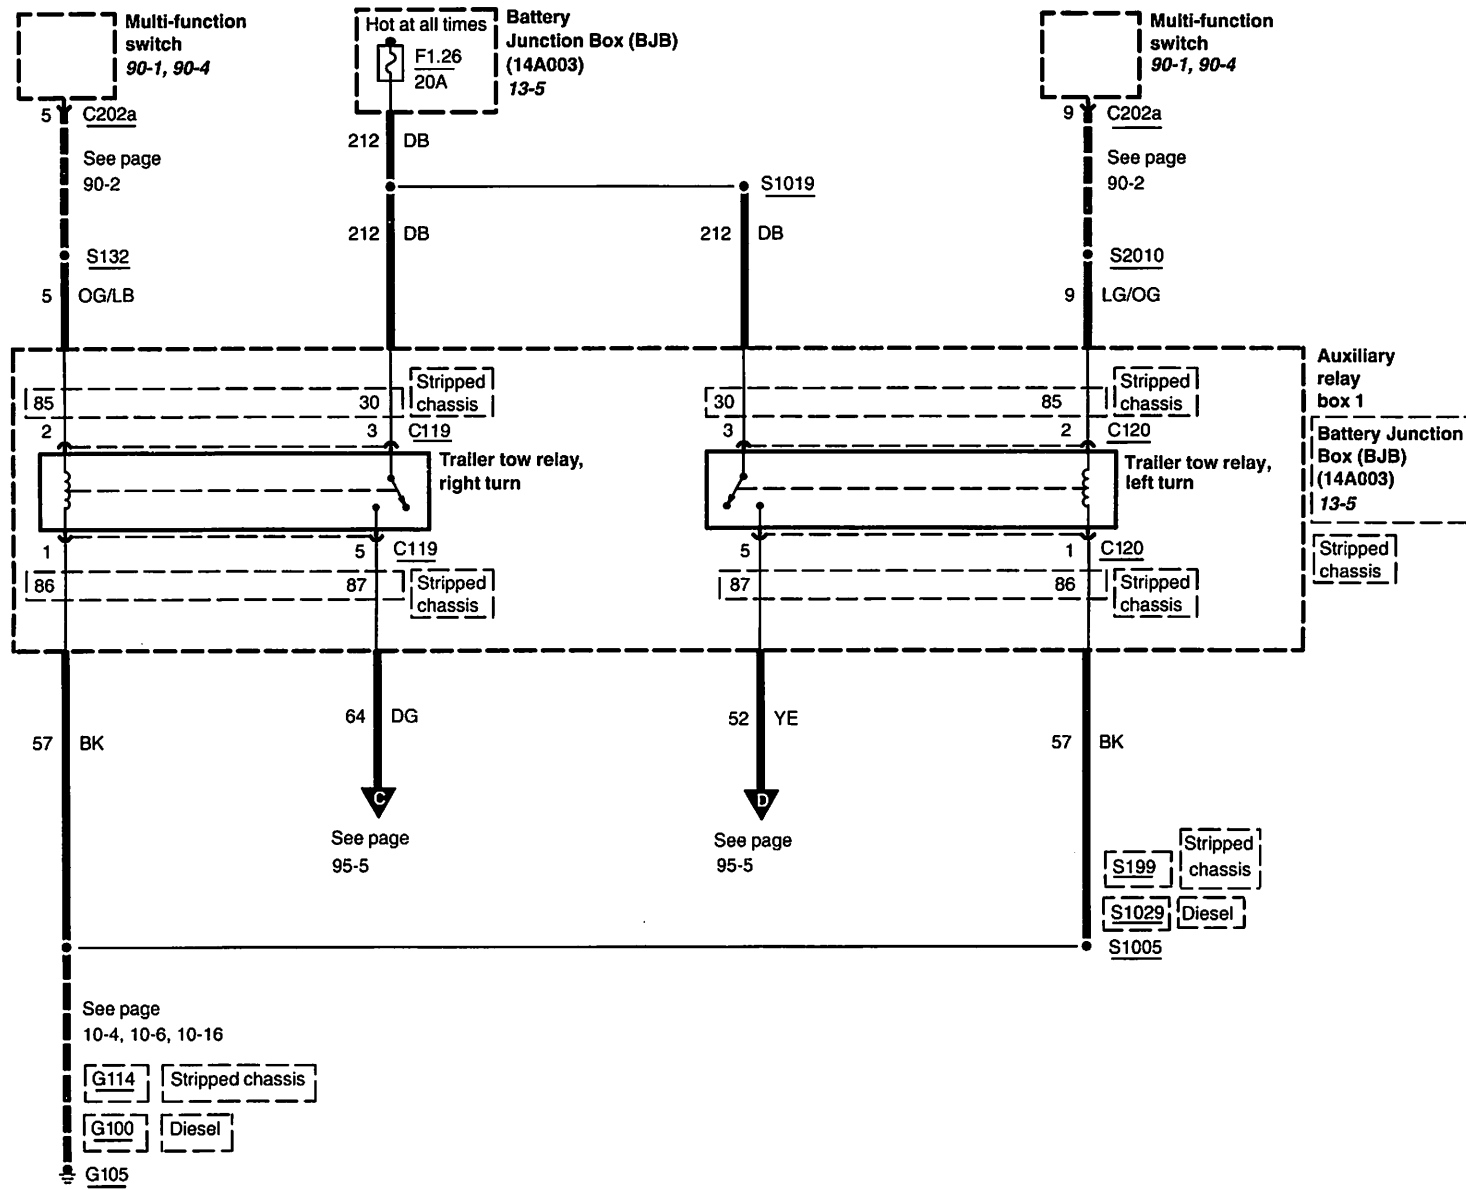 Multi-function
switch
90-1, 90-4
Hot at all times
F1.26
20A
Battery
Junction Box (BJB)
(14A003)
13-5
Multi-function
switch
90-1, 90-4
5 C202a
See page
90-2
212 DB
S1019
9 C202a
See page
90-2
212 DB
212 DB
S132
S2010
5 OG/LB
9 LG/OG
Auxiliary
relay
box 1
85 30
Stripped
chassis
30 85
Stripped
chassis
2 3 C119
3 2 C120
Battery Junction
Box (BJB)
(14A003)
13-5
Trailer tow relay,
right turn
Trailer tow relay,
left turn
1 5 C119
5 1 C120
Stripped
chassis
86 87
Stripped
chassis
87 86
Stripped
chassis
64 DG
52 YE
57 BK
57 BK
C
D
See page
95-5
See page
95-5
S199
Stripped
chassis
S1029 Diesel
S1005
See page
10-4, 10-6, 10-16
G114 Stripped chassis
G100 Diesel
G105